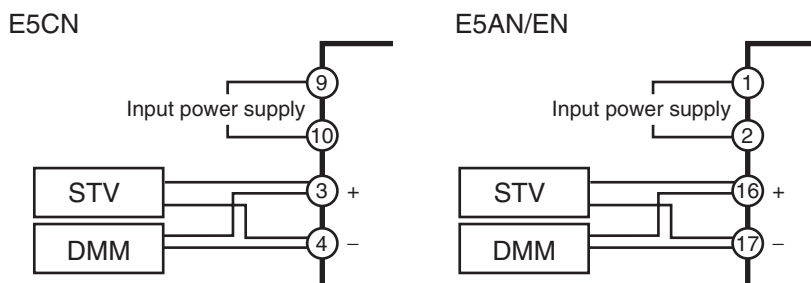 E5CN
9
Input power supply
10
STV
3 +
DMM
4 −
E5AN/EN
1
Input power supply
2
STV
16 +
DMM
17 −